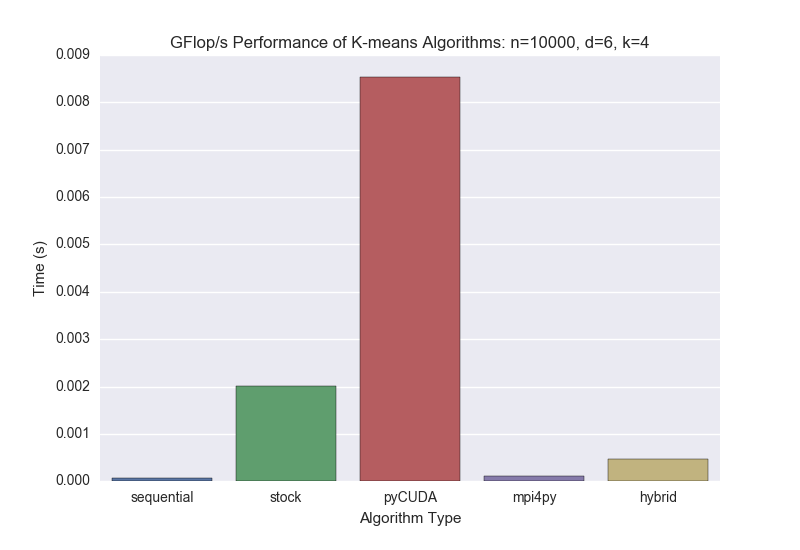 GFlop/s Performance of K-means Algorithms: n=10000, d=6, k=4
0.009
0.008
0.007
0.006
0.005
0.004
0.003
0.002
0.001
0.000
Time (s)
sequential stock pyCUDA mpi4py hybrid
Algorithm Type